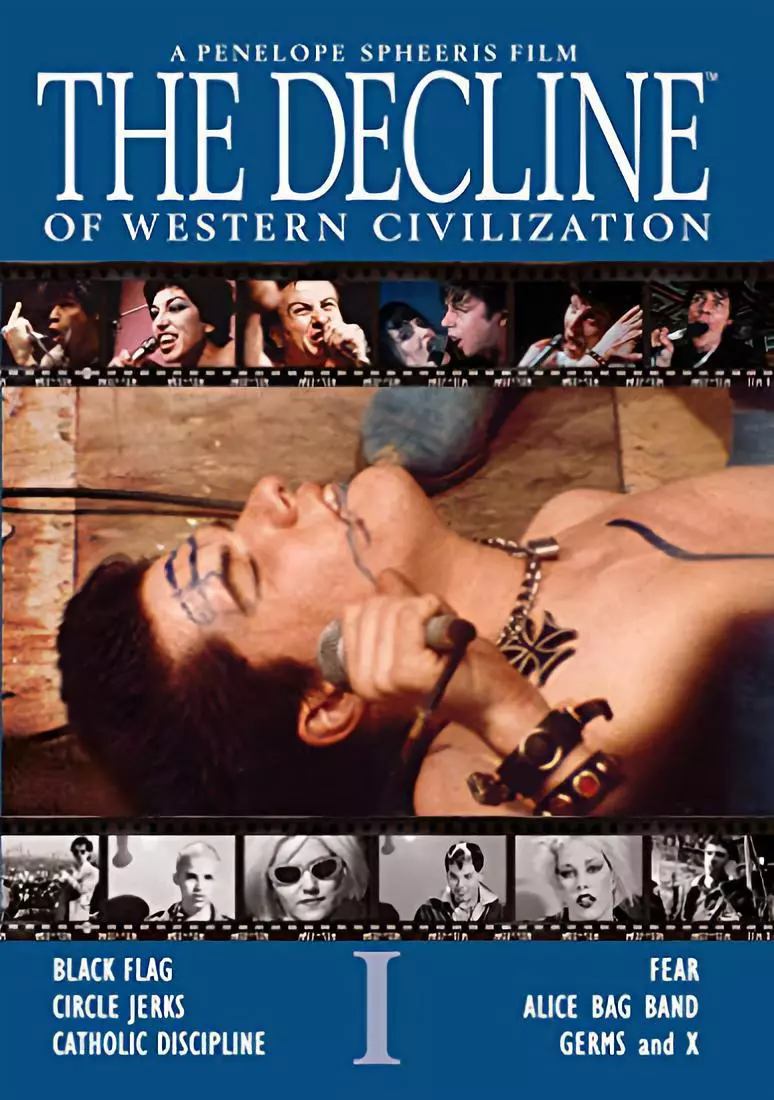 A PENELOPE SPHEERIS FILM
THE DECLINE™
OF WESTERN CIVILIZATION
BLACK FLAG
CIRCLE JERKS
CATHOLIC DISCIPLINE
I
FEAR
ALICE BAG BAND
GERMS and X